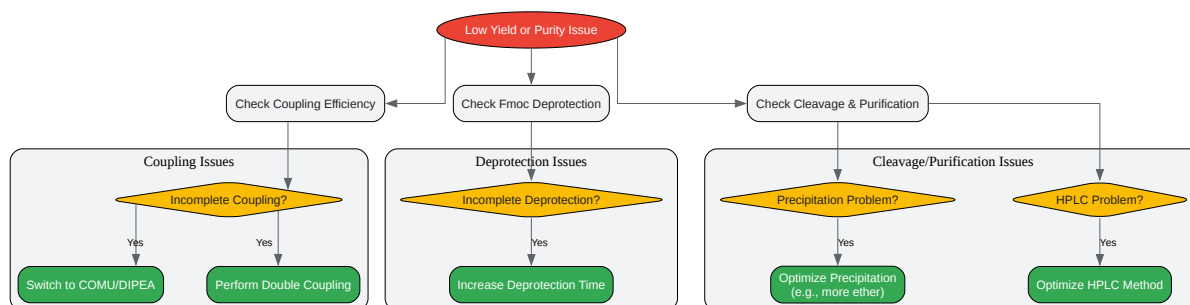 Low Yield or Purity Issue
Check Coupling Efficiency
Check Fmoc Deprotection
Check Cleavage & Purification
Coupling Issues
Deprotection Issues
Cleavage/Purification Issues
Incomplete Coupling?
Incomplete Deprotection?
Precipitation Problem?
HPLC Problem?
Yes
Yes
Yes
Yes
Yes
Switch to COMU/DIPEA
Perform Double Coupling
Increase Deprotection Time
Optimize Precipitation
(e.g., more ether)
Optimize HPLC Method